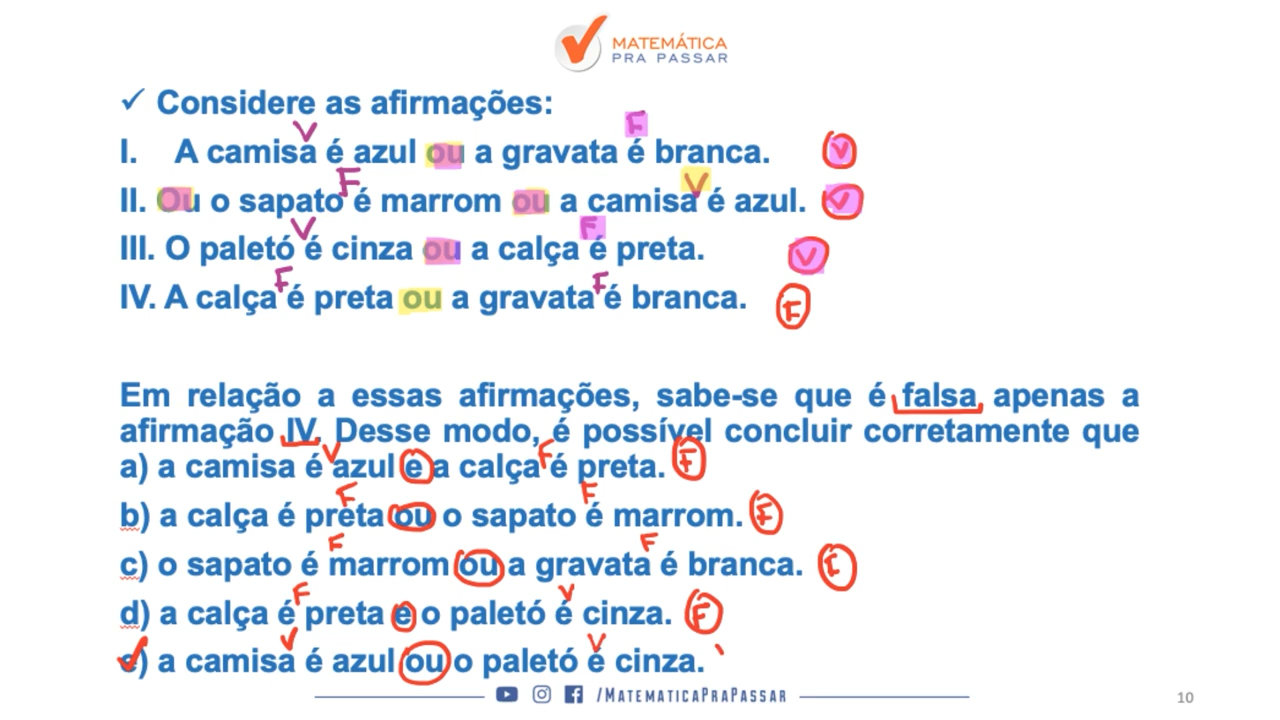 MATEMÁTICA
PRA PASSAR
✓ Considere as afirmações:
V F
I. A camisa é azul ou a gravata é branca. V
F V
II. Ou o sapato é marrom ou a camisa é azul. V
V F
III. O paletó é cinza ou a calça é preta. V
F F
IV. A calça é preta ou a gravata é branca. F
Em relação a essas afirmações, sabe-se que é falsa apenas a
afirmação IV. Desse modo, é possível concluir corretamente que
V F
a) a camisa é azul e a calça é preta. F
F F
b) a calça é preta ou o sapato é marrom. F
F F
c) o sapato é marrom ou a gravata é branca. F
F V
d) a calça é preta e o paletó é cinza. F
V V
e) a camisa é azul ou o paletó é cinza.
/MatematicaPraPassar
10